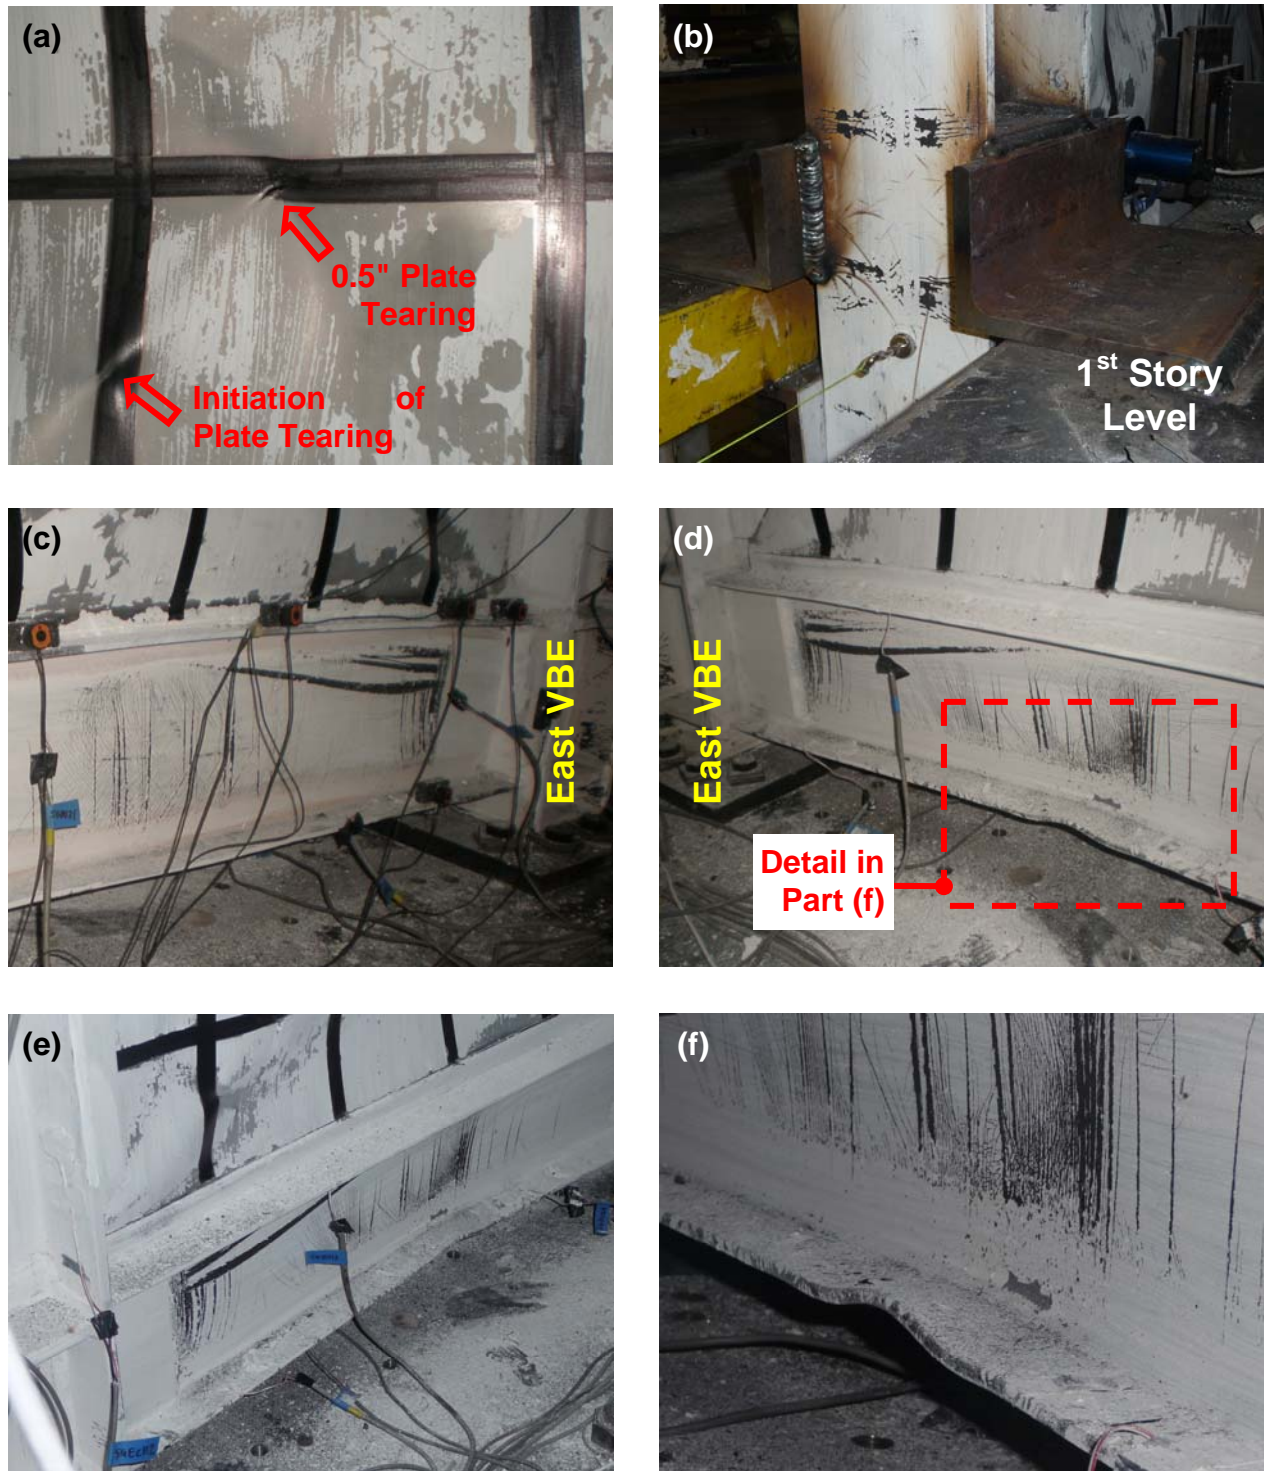 (a)
0.5" Plate
Tearing
Initiation of
Plate Tearing
(b)
1st Story
Level
(c)
East VBE
(d)
East VBE
Detail in
Part (f)
(e)
(f)